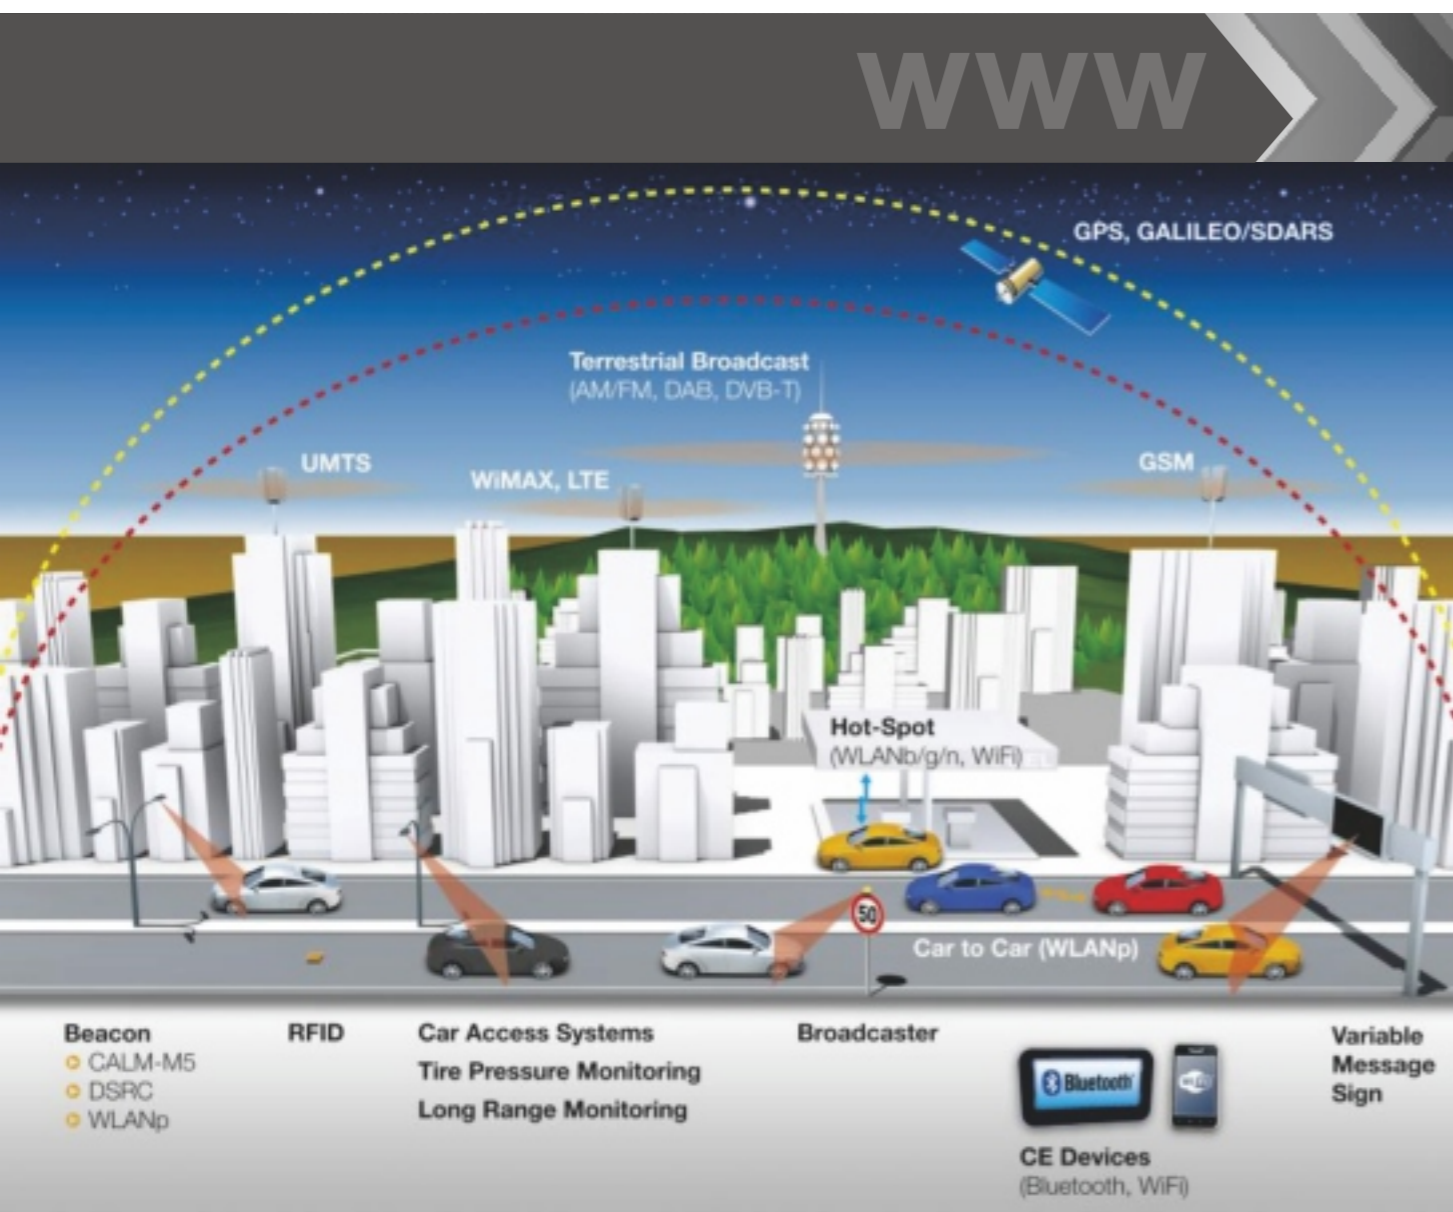 WWW
GPS, GALILEO/SDARS
Terrestrial Broadcast
(AM/FM, DAB, DVB-T)
UMTS
WiMAX, LTE
GSM
Hot-Spot
(WLANb/g/n, WiFi)
50
Car to Car (WLANp)
Beacon
CALM-M5
DSRC
WLANp
RFID
Car Access Systems
Tire Pressure Monitoring
Long Range Monitoring
Broadcaster
Bluetooth
Wi Fi
CE Devices
(Bluetooth, WiFi)
Variable
Message
Sign